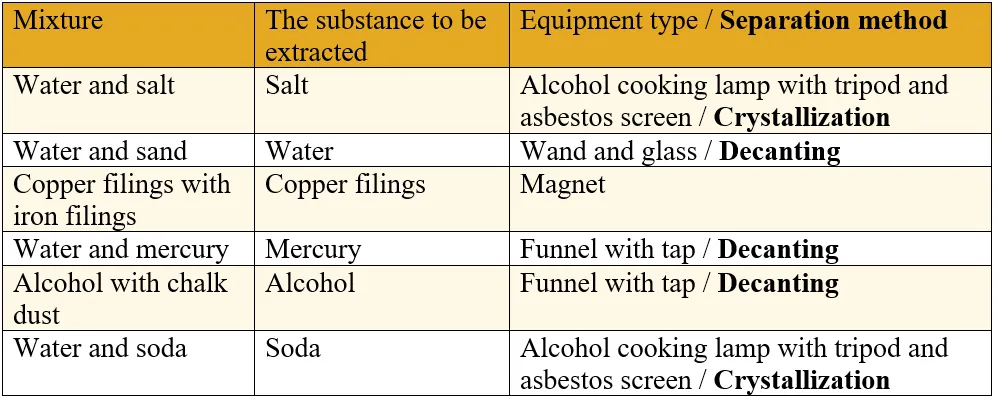 Mixture
The substance to be
extracted
Equipment type / Separation method
Water and salt
Salt
Alcohol cooking lamp with tripod and
asbestos screen / Crystallization
Water and sand
Water
Wand and glass / Decanting
Copper filings with
iron filings
Copper filings
Magnet
Water and mercury
Mercury
Funnel with tap / Decanting
Alcohol with chalk
dust
Alcohol
Funnel with tap / Decanting
Water and soda
Soda
Alcohol cooking lamp with tripod and
asbestos screen / Crystallization